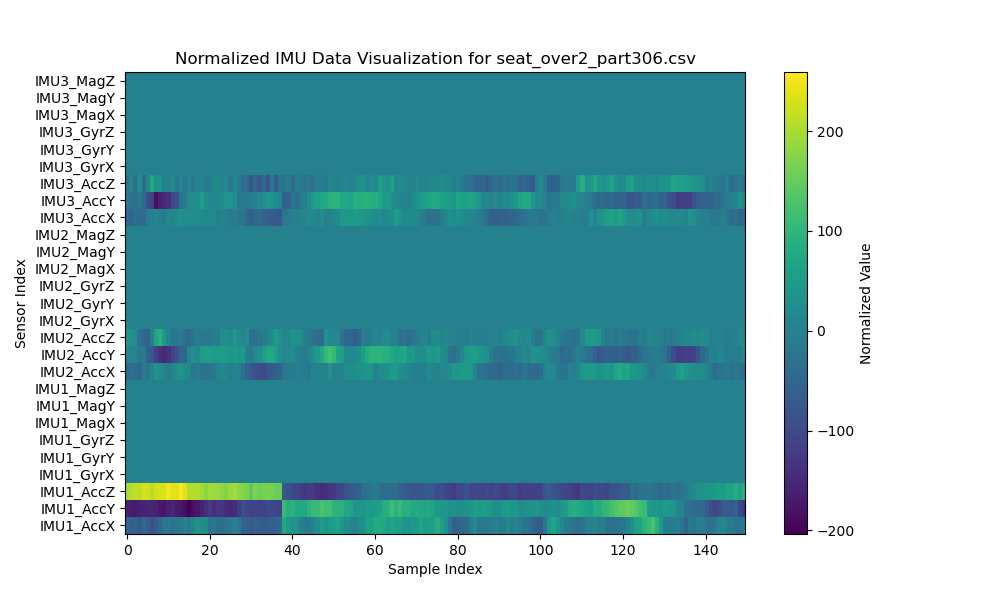 Normalized IMU Data Visualization for seat_over2_part306.csv
IMU3_MagZ
IMU3_MagY
IMU3_MagX
IMU3_GyrZ
IMU3_GyrY
IMU3_GyrX
IMU3_AccZ
IMU3_AccY
IMU3_AccX
IMU2_MagZ
IMU2_MagY
IMU2_MagX
IMU2_GyrZ
IMU2_GyrY
IMU2_GyrX
IMU2_AccZ
IMU2_AccY
IMU2_AccX
IMU1_MagZ
IMU1_MagY
IMU1_MagX
IMU1_GyrZ
IMU1_GyrY
IMU1_GyrX
IMU1_AccZ
IMU1_AccY
IMU1_AccX
Sensor Index
0 20 40 60 80 100 120 140
Sample Index
200
100
0
−100
−200
Normalized Value